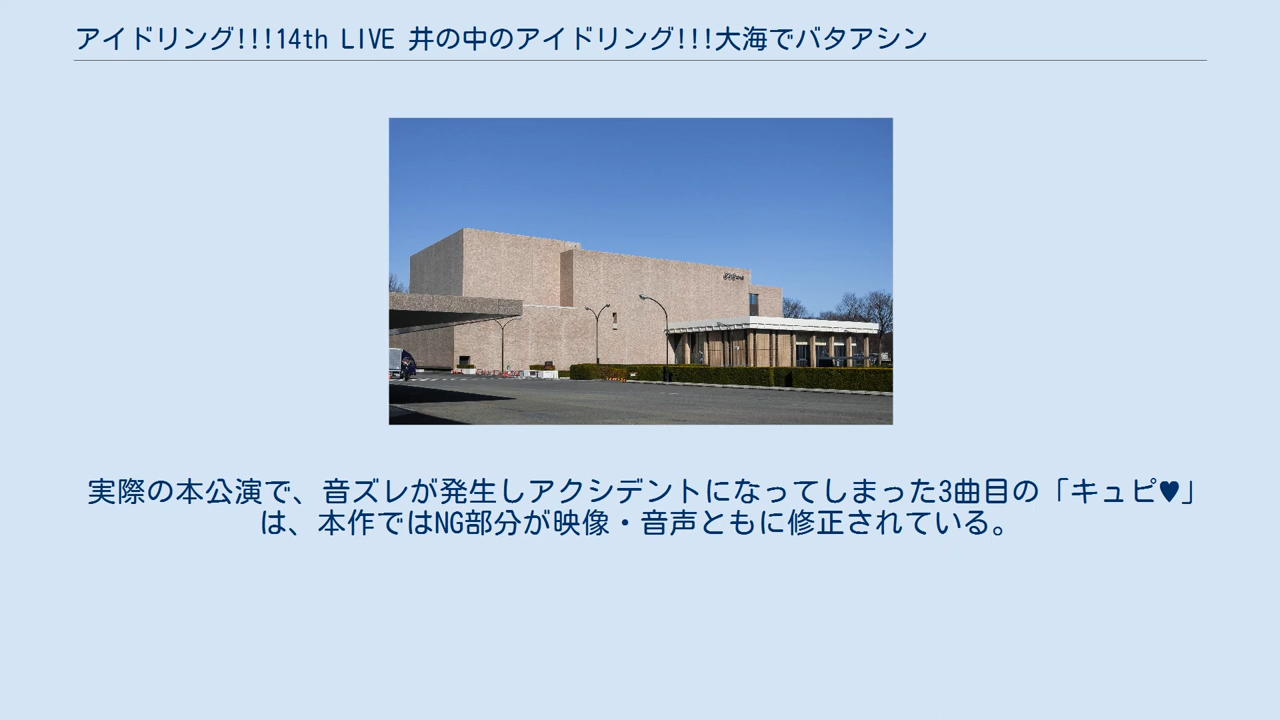 アイドリング!!!14th LIVE 井の中のアイドリング!!!大海でバタアシン
実際の本公演で、音ズレが発生しアクシデントになってしまった3曲目の「キュピ♥」
は、本作ではNG部分が映像・音声ともに修正されている。